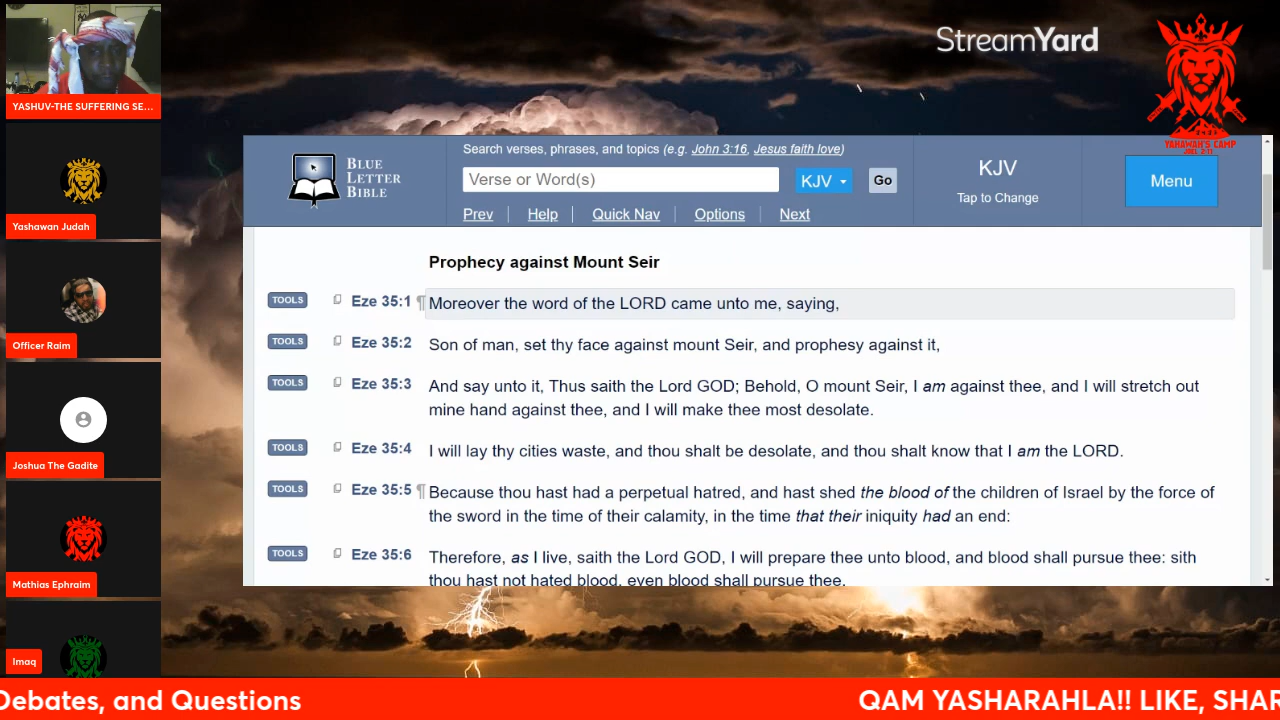 StreamYard
YAHAWAH'S CAMP
JOEL 2:11
YASHUV-THE SUFFERING SE...
Yashawan Judah
Officer Raim
Joshua The Gadite
Mathias Ephraim
Imaq
BLUE
LETTER
BIBLE
Search verses, phrases, and topics (e.g. John 3:16, Jesus faith love)
Verse or Word(s)
KJV
Go
Prev
Help
Quick Nav
Options
Next
KJV
Tap to Change
Menu
Prophecy against Mount Seir
TOOLS Eze 35:1 ¶ Moreover the word of the LORD came unto me, saying,
TOOLS Eze 35:2 Son of man, set thy face against mount Seir, and prophesy against it,
TOOLS Eze 35:3 And say unto it, Thus saith the Lord GOD; Behold, O mount Seir, I am against thee, and I will stretch out
mine hand against thee, and I will make thee most desolate.
TOOLS Eze 35:4 I will lay thy cities waste, and thou shalt be desolate, and thou shalt know that I am the LORD.
TOOLS Eze 35:5 ¶ Because thou hast had a perpetual hatred, and hast shed the blood of the children of Israel by the force of
the sword in the time of their calamity, in the time that their iniquity had an end:
TOOLS Eze 35:6 Therefore, as I live, saith the Lord GOD, I will prepare thee unto blood, and blood shall pursue thee: sith
thou hast not hated blood, even blood shall pursue thee.
Debates, and Questions
QAM YASHARAHLA!! LIKE, SHAR